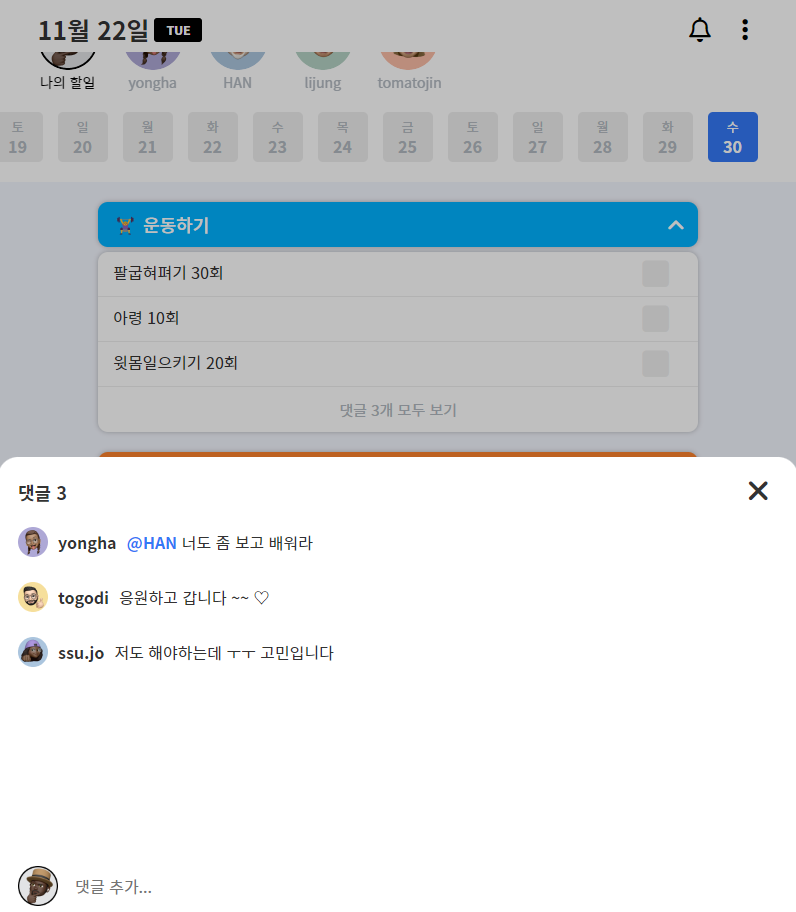 11월 22일 TUE
나의 할일 yongha HAN lijung tomatojin
토 일 월 화 수 목 금 토 일 월 화 수
19 20 21 22 23 24 25 26 27 28 29 30
운동하기
팔굽혀펴기 30회
아령 10회
윗몸일으키기 20회
댓글 3개 모두 보기
댓글 3
yongha @HAN 너도 좀 보고 배워라
togodi 응원하고 갑니다 ~~ ♡
ssu.jo 저도 해야하는데 ㅜㅜ 고민입니다
댓글 추가...